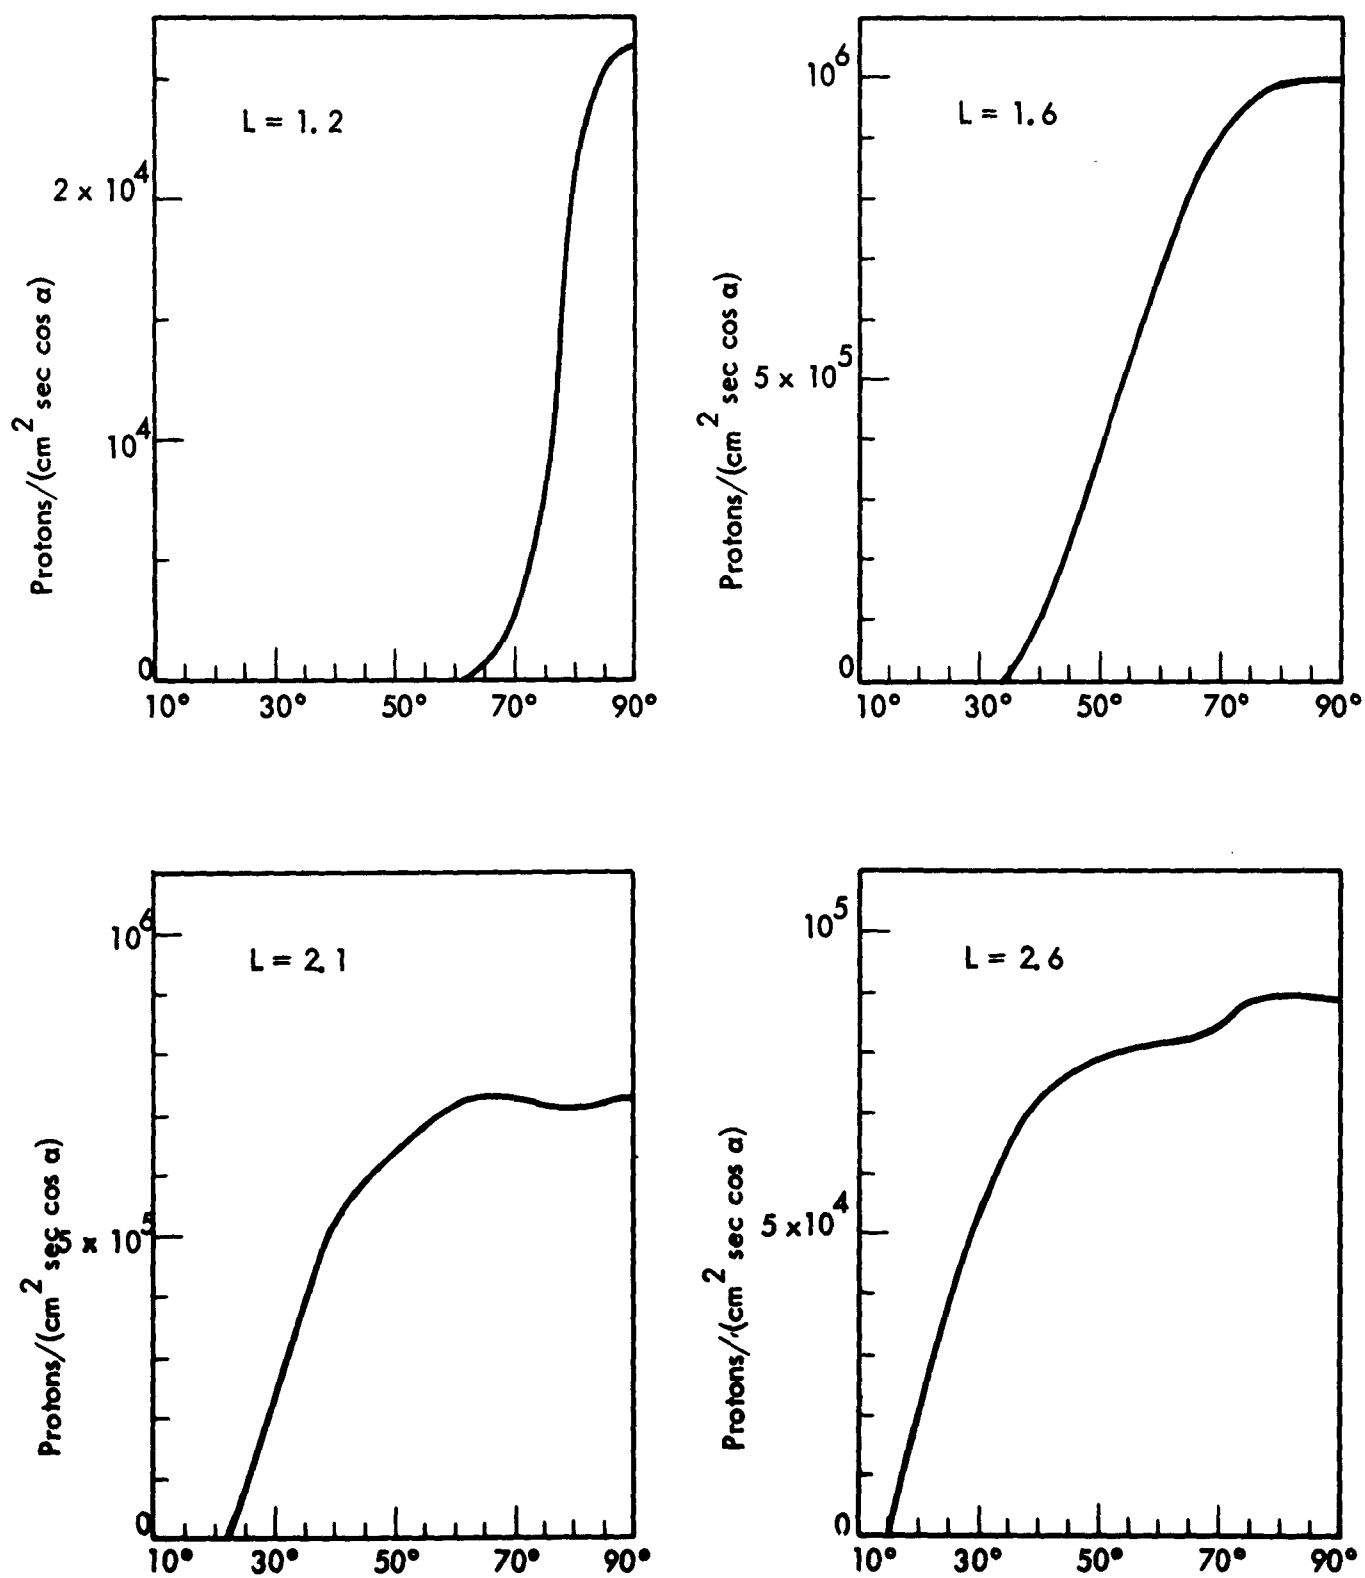 L = 1.2
2 x 10⁴
10⁴
0
Protons/(cm² sec cos α)
10° 30° 50° 70° 90°
L = 1.6
10⁶
5 x 10⁵
0
Protons/(cm² sec cos α)
10° 30° 50° 70° 90°
L = 2.1
10⁶
5 x 10⁵
0
Protons/(cm² sec cos α)
10° 30° 50° 70° 90°
L = 2.6
10⁵
5 x10⁴
0
Protons/(cm² sec cos α)
10° 30° 50° 70° 90°